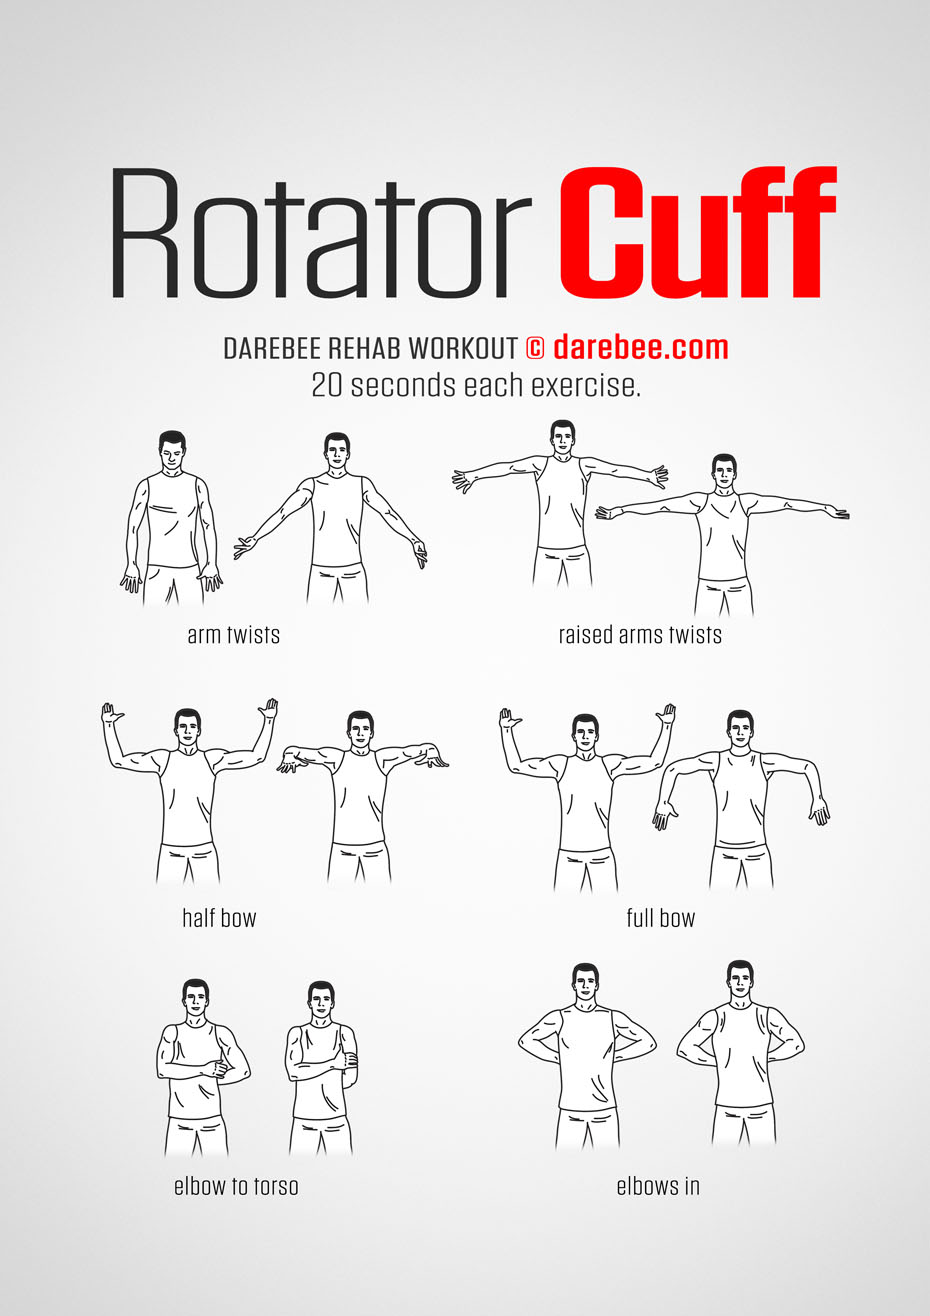 Rotator Cuff
DAREBEE REHAB WORKOUT © darebee.com
20 seconds each exercise.
arm twists
raised arms twists
half bow
full bow
elbow to torso
elbows in